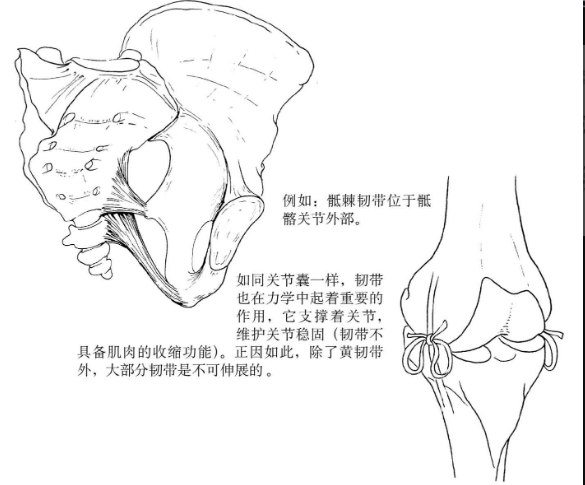 例如：骶棘韧带位于骶
髂关节外部。
如同关节囊一样，韧带
也在力学中起着重要的
作用，它支撑着关节，
维护关节稳固（韧带不
具备肌肉的收缩功能）。正因如此，除了黄韧带
外，大部分韧带是不可伸展的。